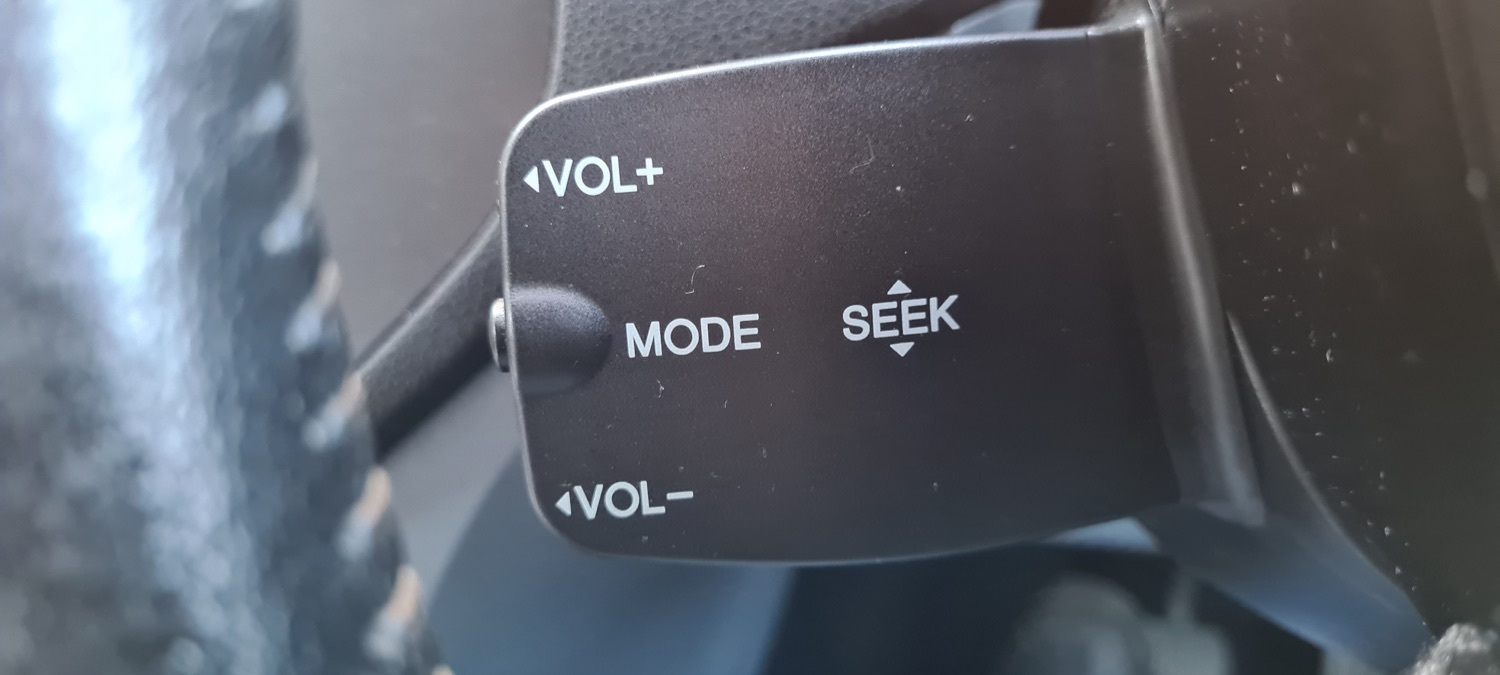 ◀VOL+
MODE
▲
SEEK
▼
◀VOL−